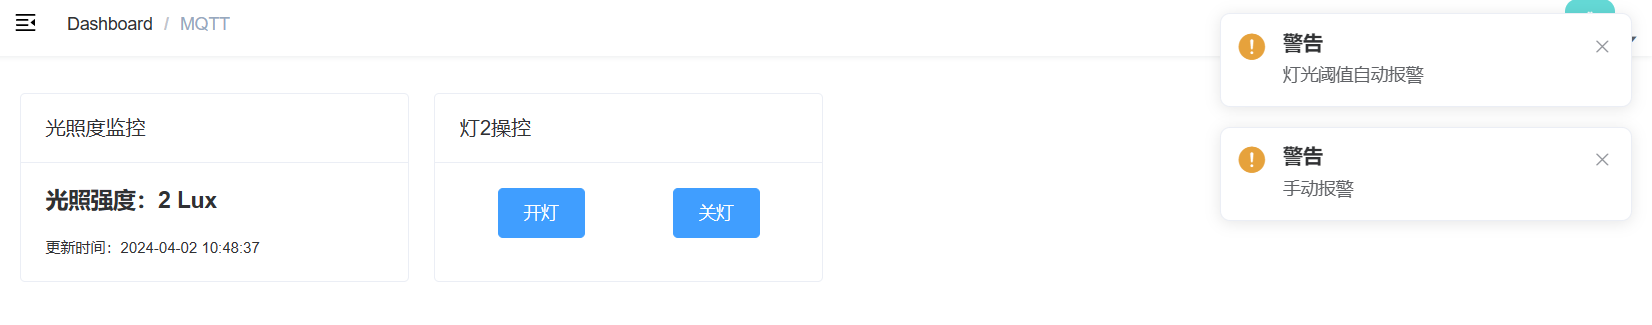 Dashboard / MQTT
警告
灯光阈值自动报警
警告
手动报警
光照度监控
光照强度：2 Lux
更新时间：2024-04-02 10:48:37
灯2操控
开灯
关灯